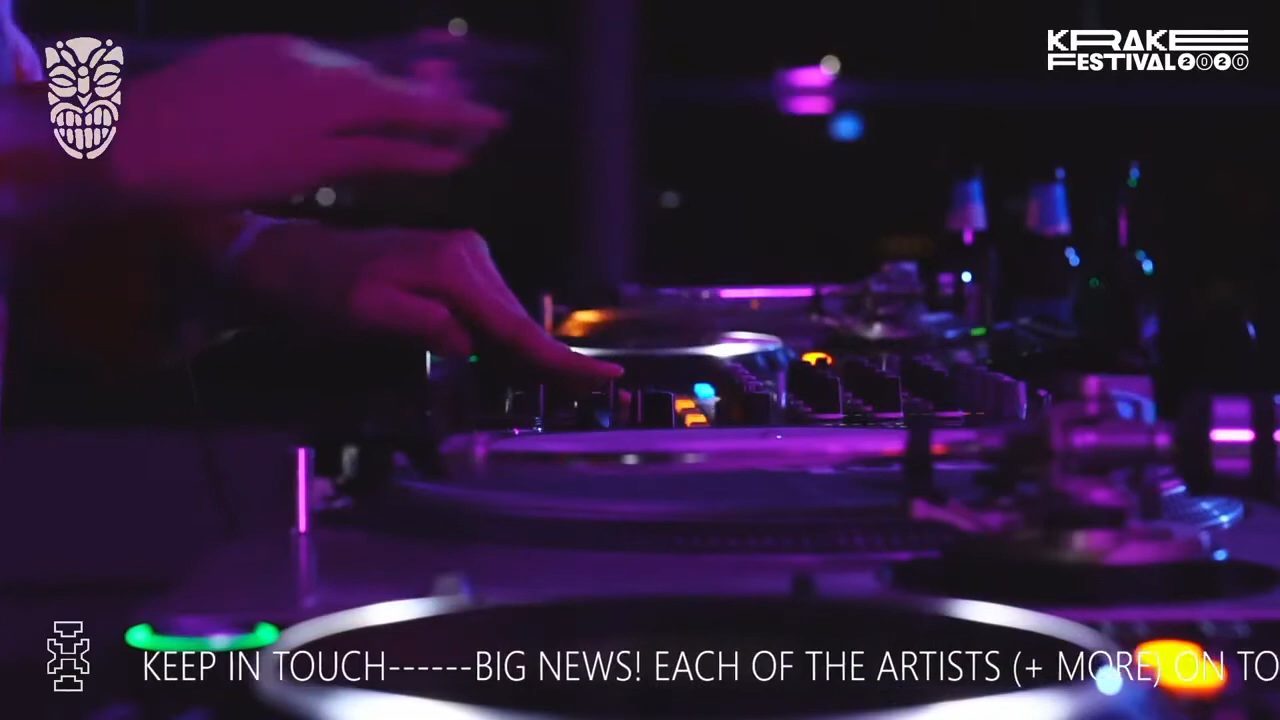 KRAKE
FESTIVAL2020
KEEP IN TOUCH------BIG NEWS! EACH OF THE ARTISTS (+ MORE) ON TO